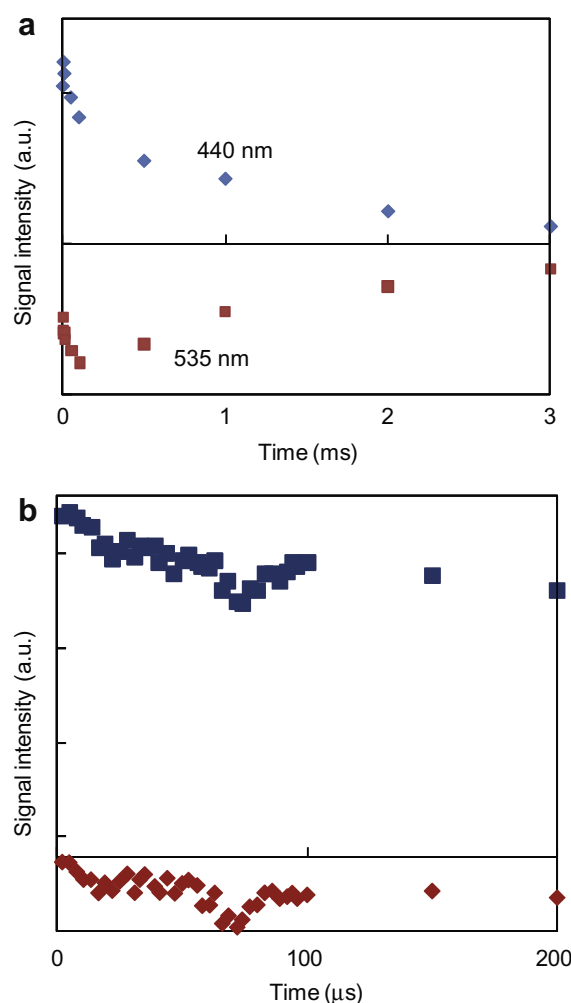 a
Signal intensity (a.u.)
440 nm
535 nm
0 1 2 3
Time (ms)
b
Signal intensity (a.u.)
0 100 200
Time (μs)